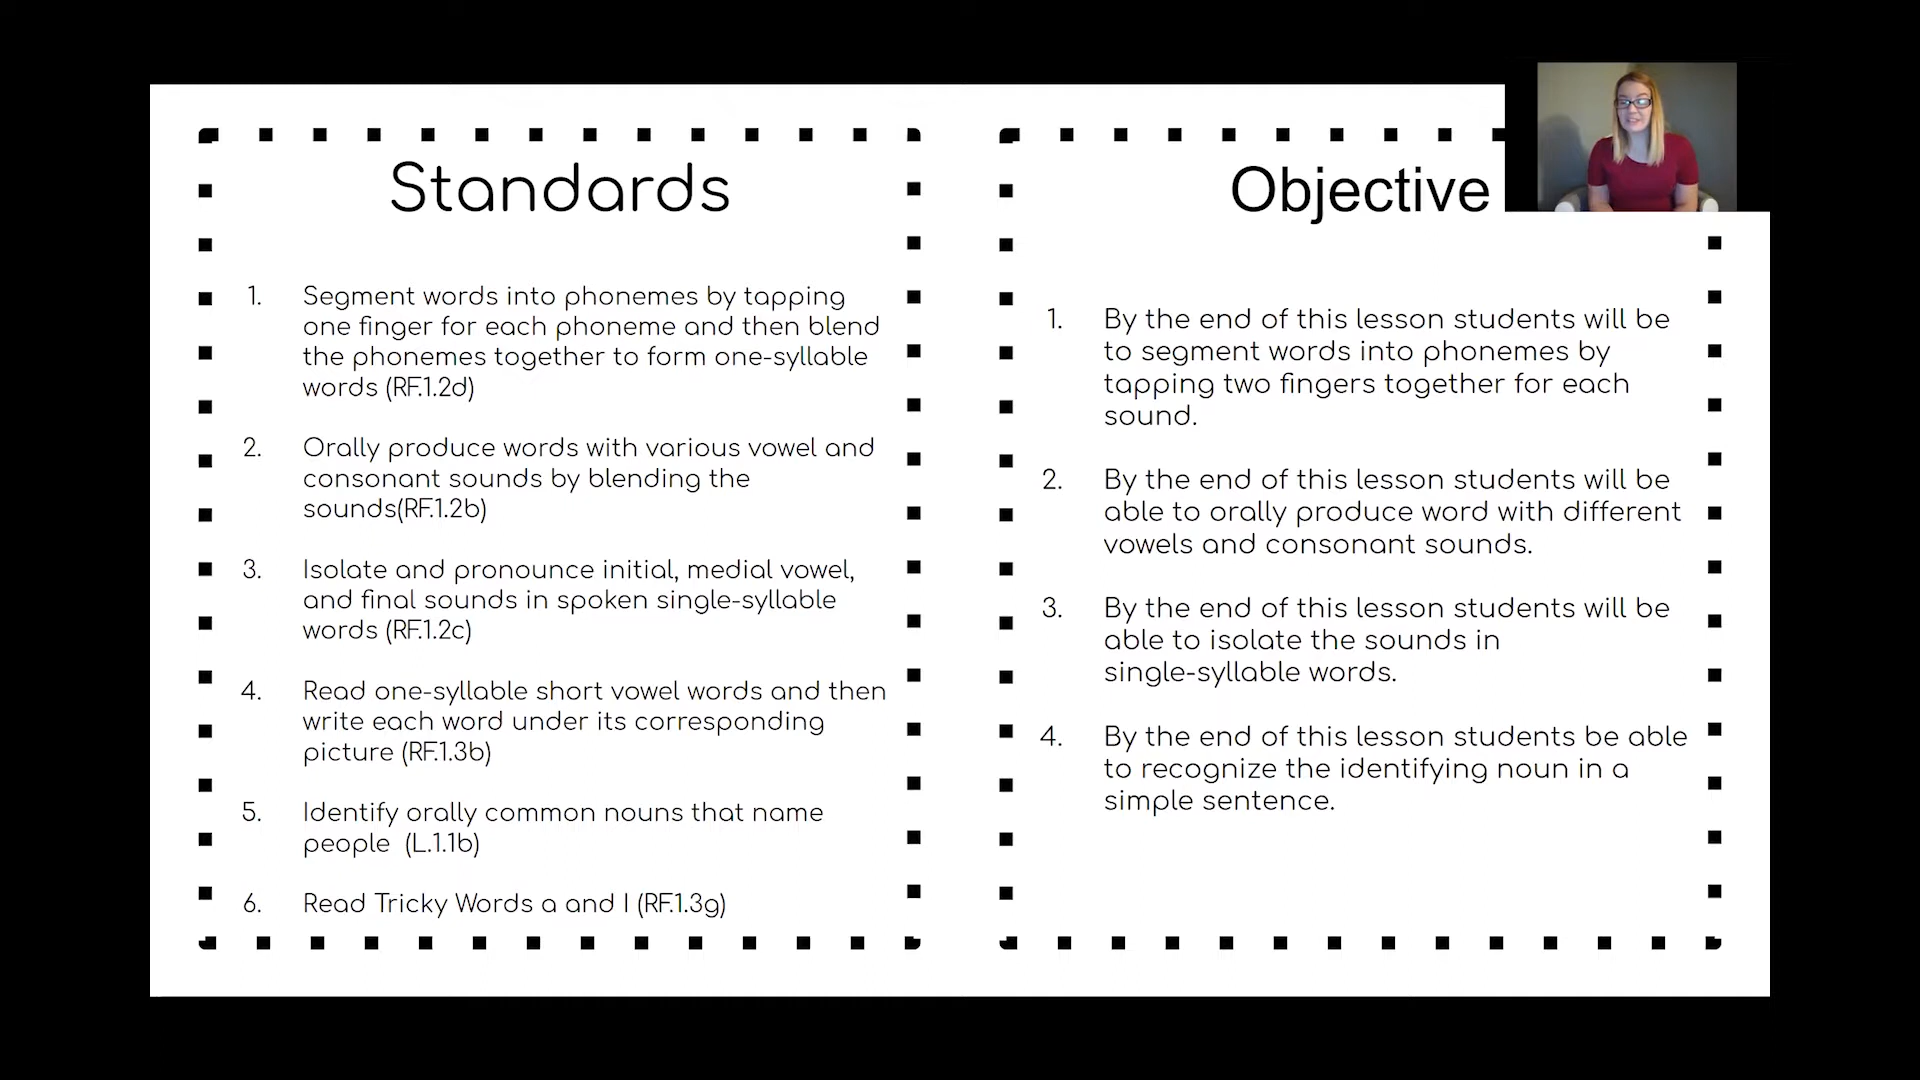 Standards
1. Segment words into phonemes by tapping
one finger for each phoneme and then blend
the phonemes together to form one-syllable
words (RF.1.2d)
2. Orally produce words with various vowel and
consonant sounds by blending the
sounds(RF.1.2b)
3. Isolate and pronounce initial, medial vowel,
and final sounds in spoken single-syllable
words (RF.1.2c)
4. Read one-syllable short vowel words and then
write each word under its corresponding
picture (RF.1.3b)
5. Identify orally common nouns that name
people (L.1.1b)
6. Read Tricky Words a and I (RF.1.3g)
Objective
1. By the end of this lesson students will be
to segment words into phonemes by
tapping two fingers together for each
sound.
2. By the end of this lesson students will be
able to orally produce word with different
vowels and consonant sounds.
3. By the end of this lesson students will be
able to isolate the sounds in
single-syllable words.
4. By the end of this lesson students be able
to recognize the identifying noun in a
simple sentence.